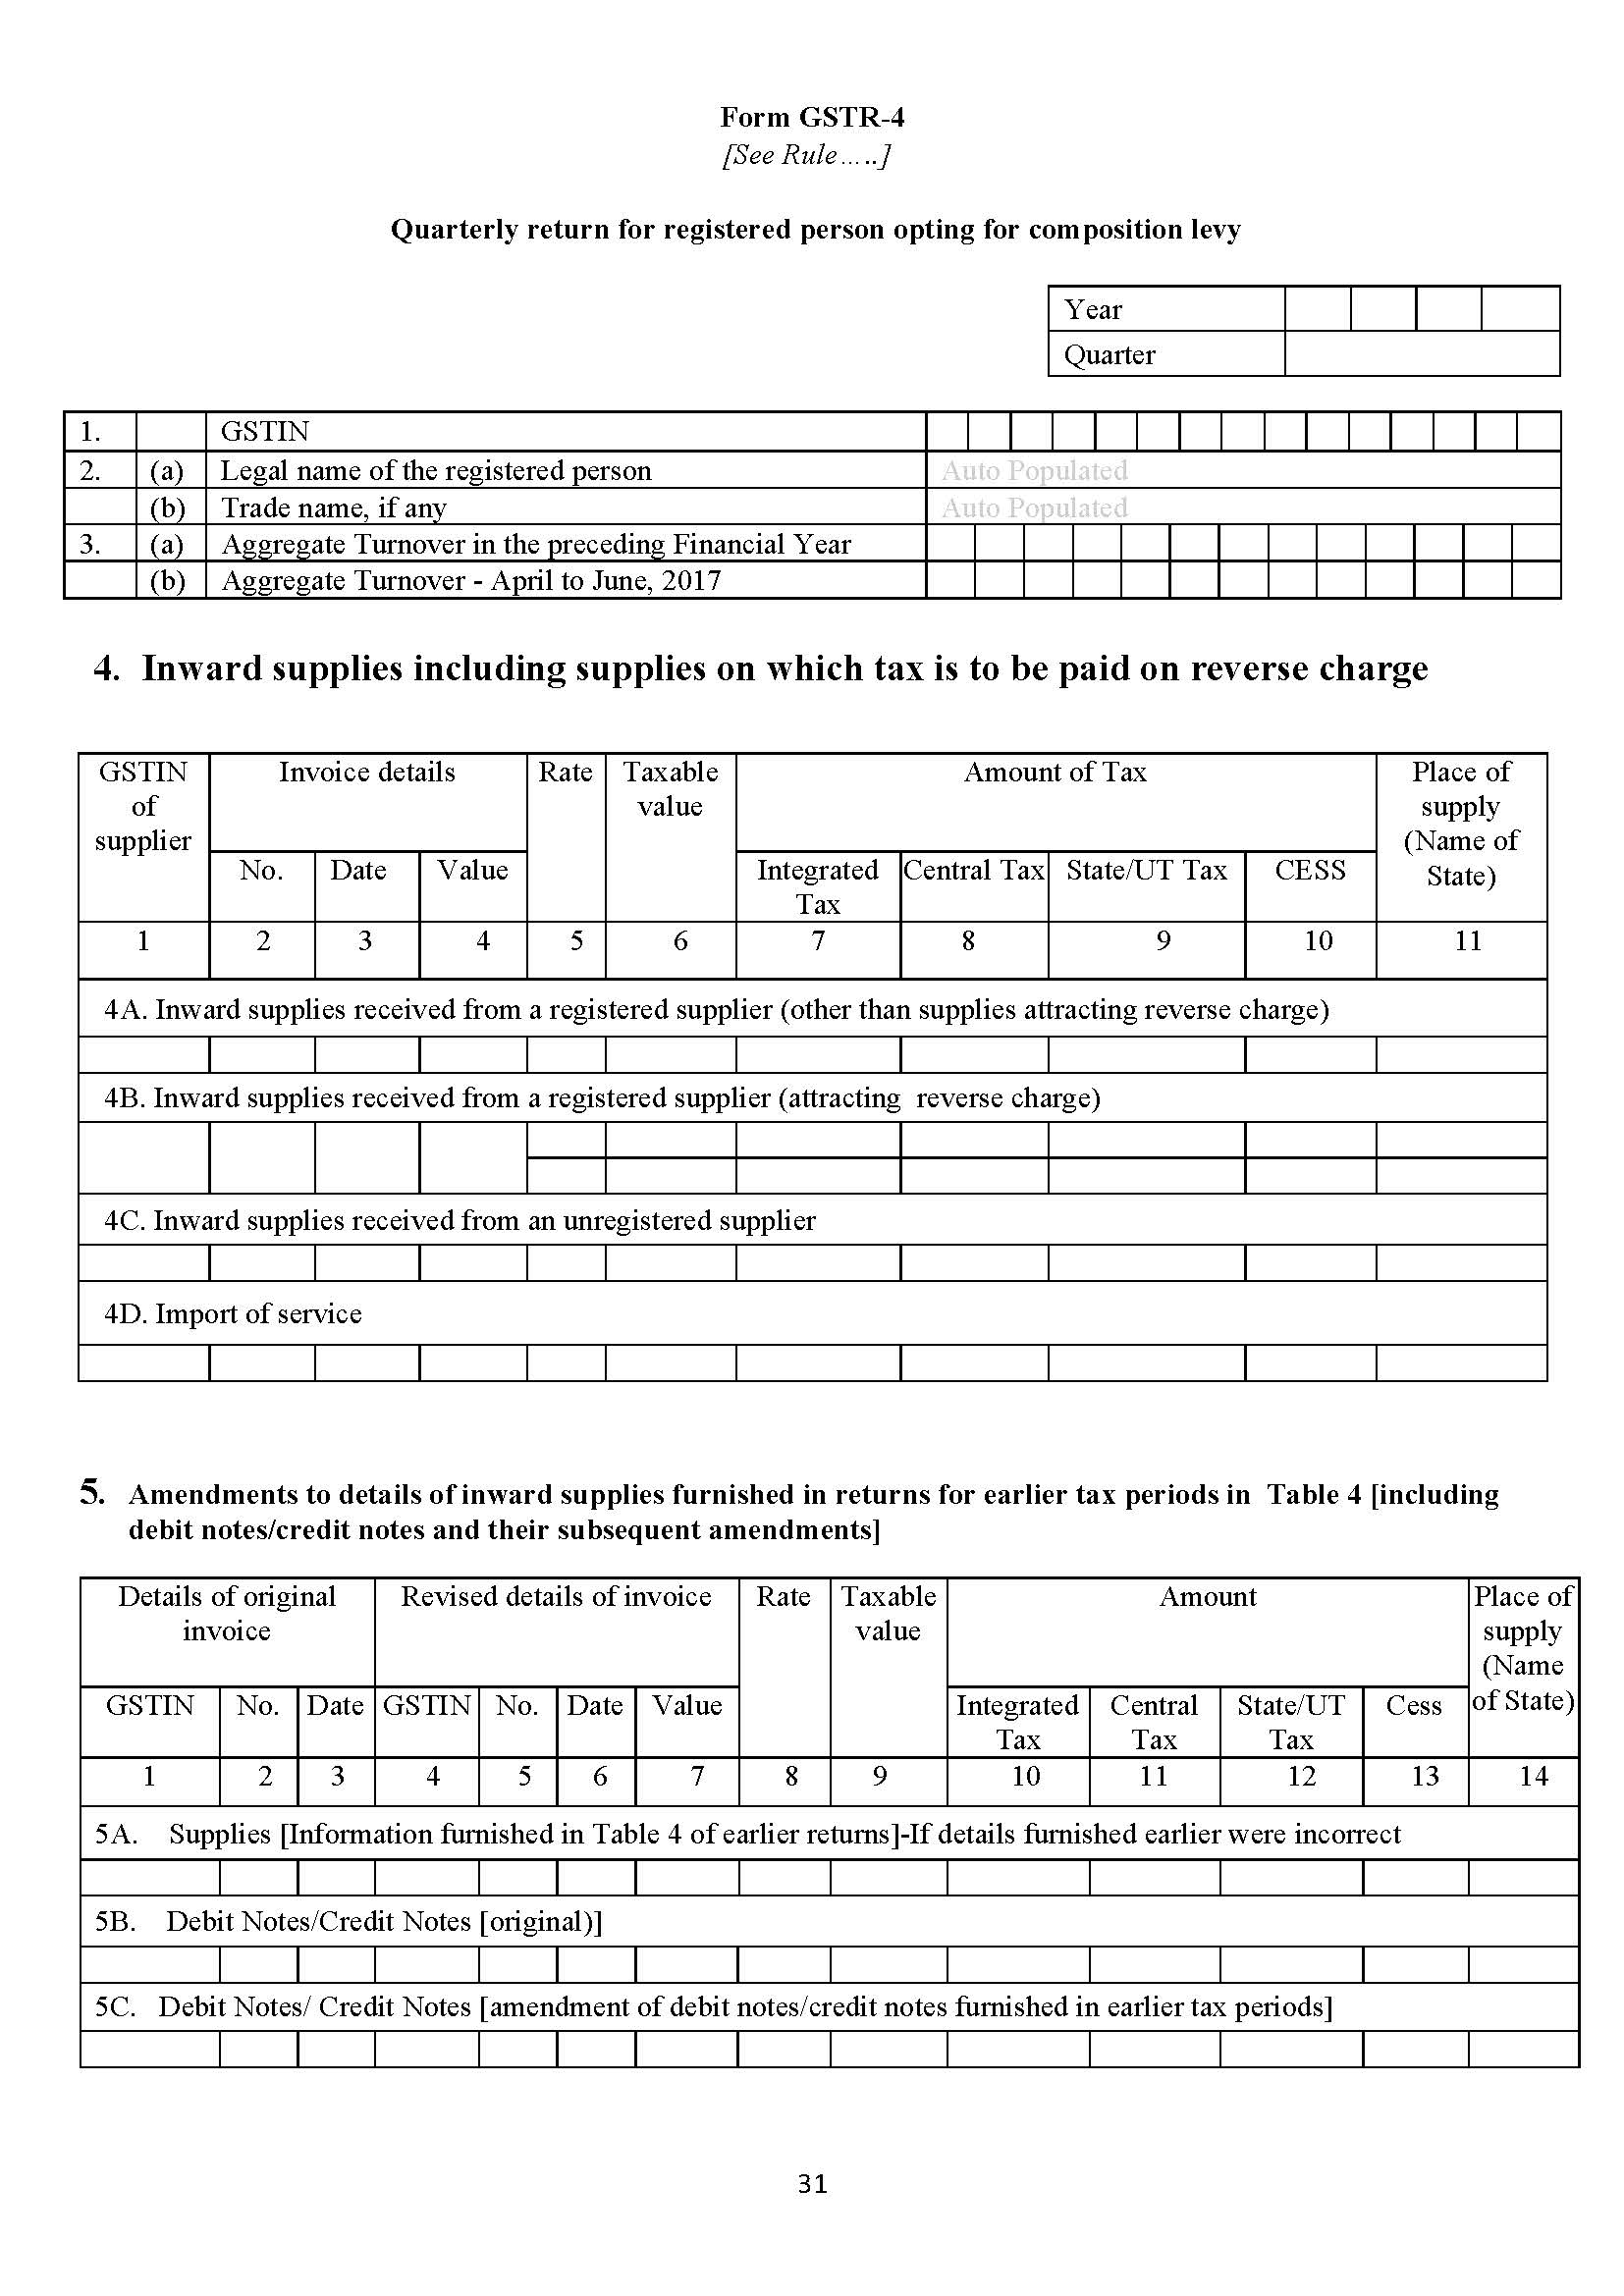 Form GSTR-4
[See Rule…..]
Quarterly return for registered person opting for composition levy
Year
Quarter
1. GSTIN
2. (a) Legal name of the registered person Auto Populated
(b) Trade name, if any Auto Populated
3. (a) Aggregate Turnover in the preceding Financial Year
(b) Aggregate Turnover - April to June, 2017
4. Inward supplies including supplies on which tax is to be paid on reverse charge
GSTIN Invoice details Rate Taxable Amount of Tax Place of
of value supply
supplier (Name of
No. Date Value Integrated Central Tax State/UT Tax CESS State)
Tax
1 2 3 4 5 6 7 8 9 10 11
4A. Inward supplies received from a registered supplier (other than supplies attracting reverse charge)
4B. Inward supplies received from a registered supplier (attracting  reverse charge)
4C. Inward supplies received from an unregistered supplier
4D. Import of service
5. Amendments to details of inward supplies furnished in returns for earlier tax periods in  Table 4 [including
debit notes/credit notes and their subsequent amendments]
Details of original Revised details of invoice Rate Taxable Amount Place of
invoice value supply
(Name
GSTIN No. Date GSTIN No. Date Value Integrated Central State/UT Cess of State)
Tax Tax Tax
1 2 3 4 5 6 7 8 9 10 11 12 13 14
5A. Supplies [Information furnished in Table 4 of earlier returns]-If details furnished earlier were incorrect
5B. Debit Notes/Credit Notes [original)]
5C. Debit Notes/ Credit Notes [amendment of debit notes/credit notes furnished in earlier tax periods]
31